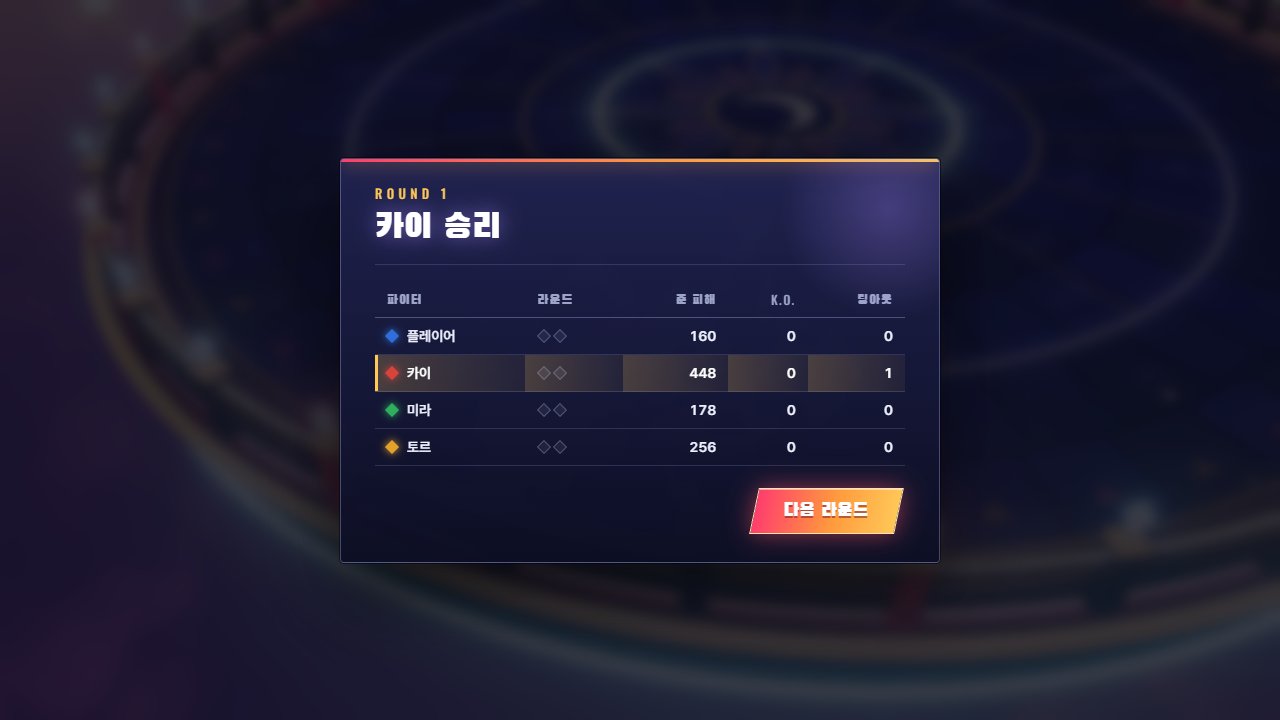 ROUND 1
카이 승리
파이터 라운드 준 피해 K.O. 링아웃
플레이어 160 0 0
카이 448 0 1
미라 178 0 0
토르 256 0 0
다음 라운드